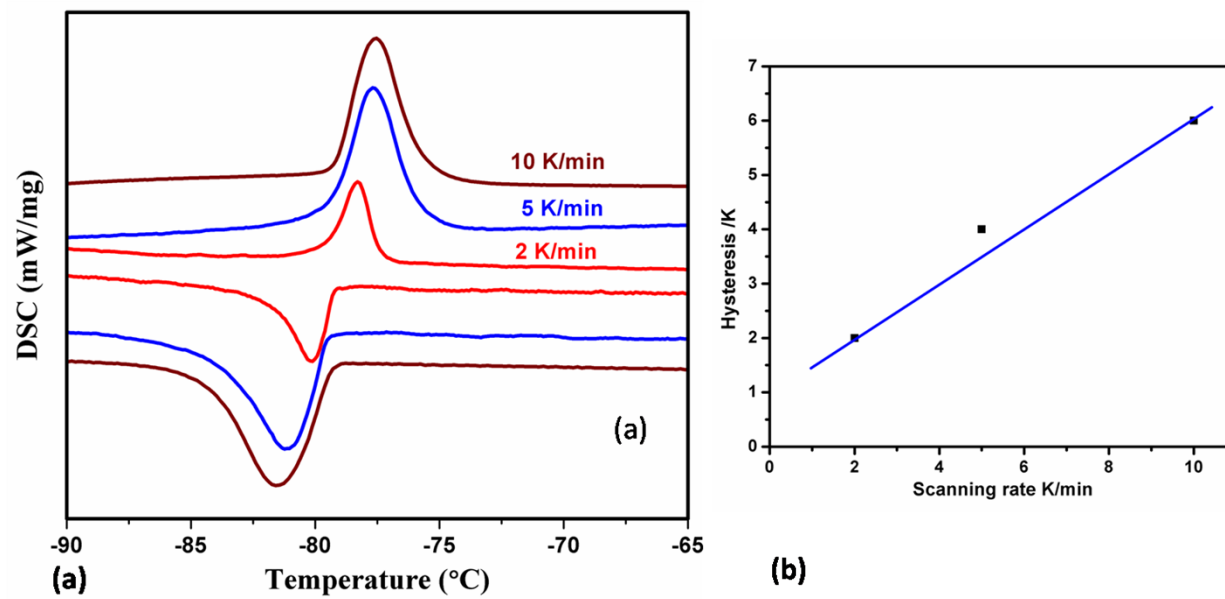 DSC (mW/mg)
10 K/min
5 K/min
2 K/min
(a)
-90 -85 -80 -75 -70 -65
Temperature (°C)
(a)
Hysteresis /K
7
6
5
4
3
2
1
0
0 2 4 6 8 10
Scanning rate K/min
(b)